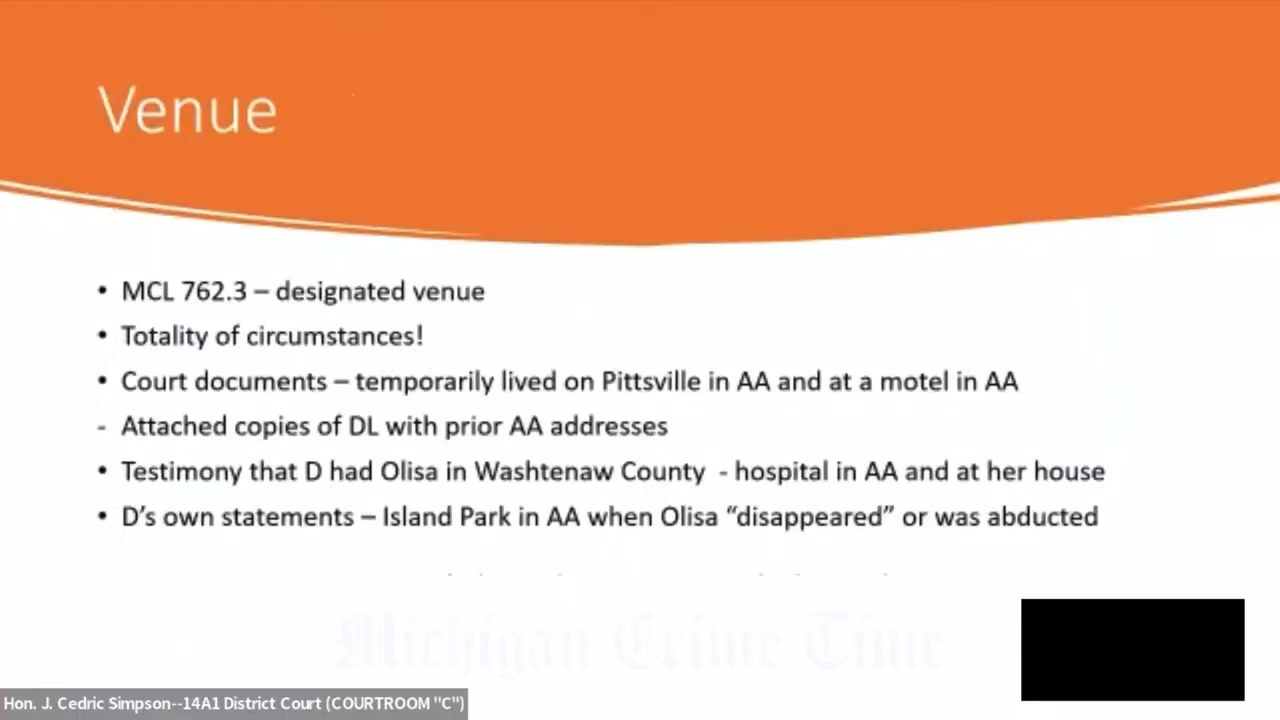 Venue
• MCL 762.3 – designated venue
• Totality of circumstances!
• Court documents – temporarily lived on Pittsville in AA and at a motel in AA
- Attached copies of DL with prior AA addresses
• Testimony that D had Olisa in Washtenaw County - hospital in AA and at her house
• D’s own statements – Island Park in AA when Olisa “disappeared” or was abducted
Michigan Crime Time
Hon. J. Cedric Simpson--14A1 District Court (COURTROOM "C")